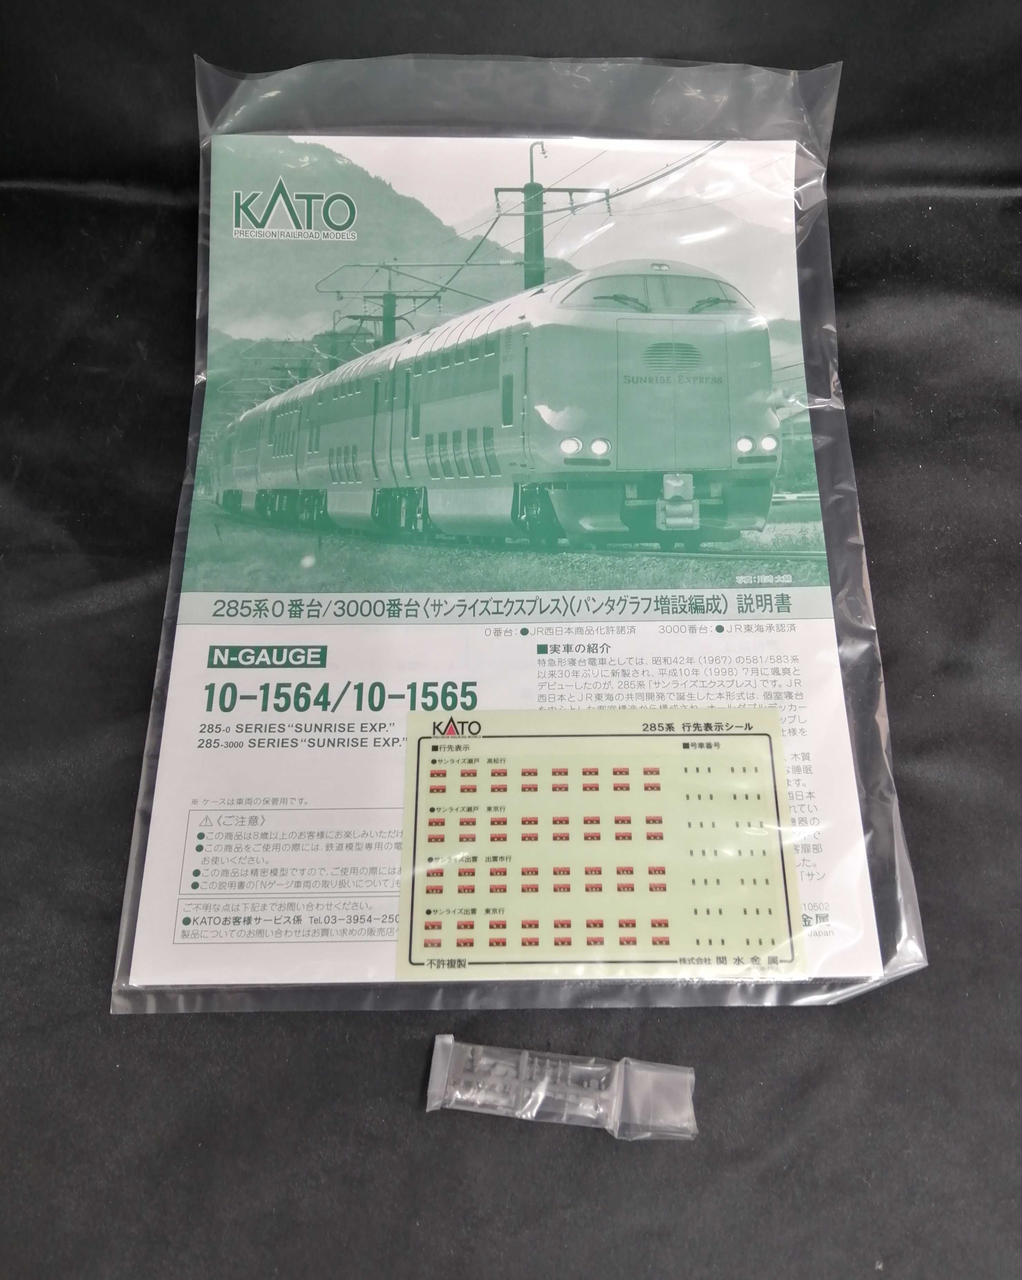 KATO
PRECISION RAILROAD MODELS
SUNRISE EXPRESS
写真:川崎 大輔
285系0番台/3000番台〈サンライズエクスプレス〉(パンタグラフ増設編成) 説明書
0番台:●JR西日本商品化許諾済 3000番台:●JR東海承認済
N-GAUGE
10-1564/10-1565
285-0 SERIES“SUNRISE EXP.”
285-3000 SERIES“SUNRISE EXP.”
■実車の紹介
特急形寝台電車としては、昭和42年(1967)の581/583系
以来30年ぶりに新製され、平成10年(1998)7月に颯爽と
デビューしたのが、285系「サンライズエクスプレス」です。JR
西日本とJR東海の共同開発で誕生した本形式は、個室寝台
※ ケースは車両の保管用です。
⚠〈ご注意〉
●この商品は8歳以上のお客様にお楽しみいただけ
●この商品をご使用の際には、鉄道模型専用の電
お使いください。
●この商品は精密模型ですので、ご使用の際にはお
●この説明書の「Nゲージ車両の取り扱いについて」も
ご不明な点は下記までお問い合わせください。
●KATOお客様サービス係 Tel.03-3954-250
製品についてのお問い合わせはお買い求めの販売店
10502
金属
Japan
KATO
PRECISION RAILROAD MODELS
285系 行先表示シール
■行先表示
■号車番号
●サンライズ瀬戸 高松行
●サンライズ瀬戸 東京行
●サンライズ出雲 出雲市行
●サンライズ出雲 東京行
不許複製
株式会社 関水金属